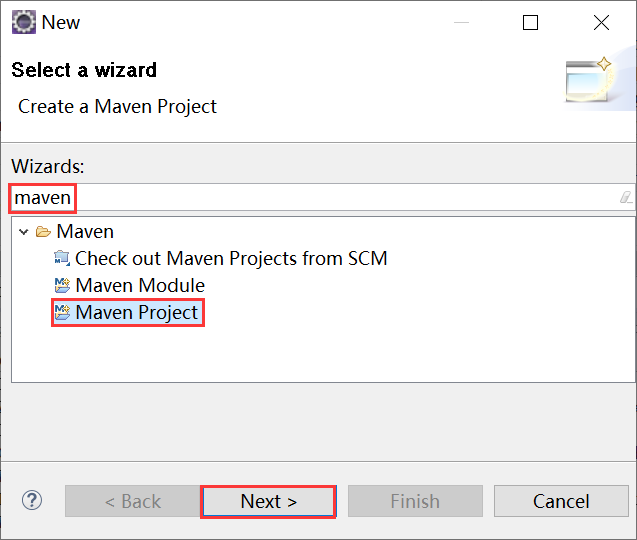 New
Select a wizard
Create a Maven Project
Wizards:
maven
Maven
Check out Maven Projects from SCM
Maven Module
Maven Project
< Back
Next >
Finish
Cancel